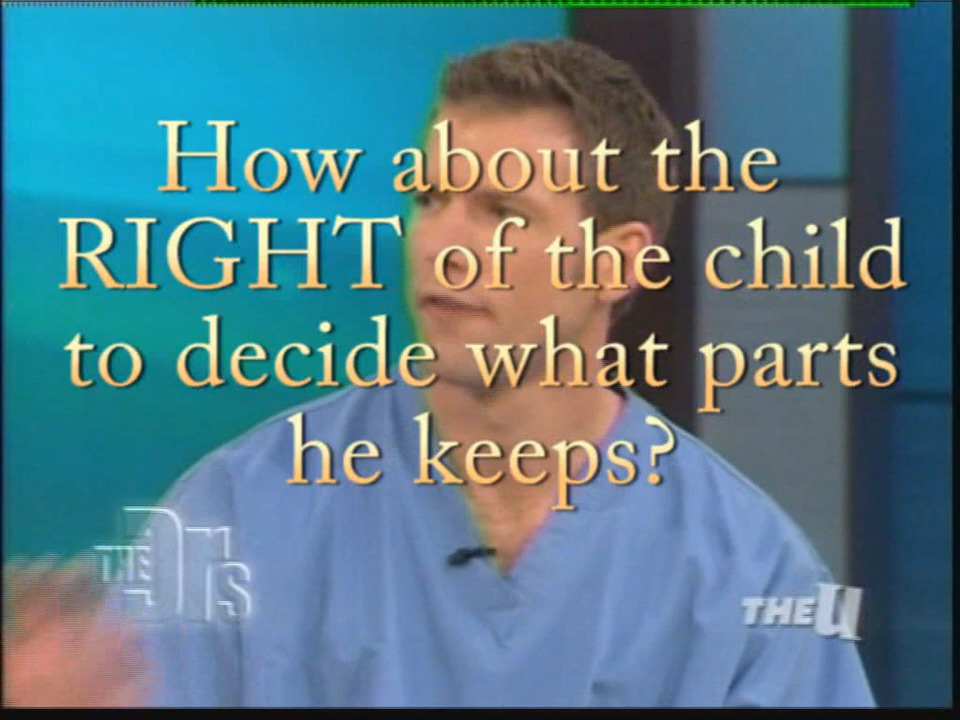 How about the
RIGHT of the child
to decide what parts
he keeps?
THE Drs
THE U